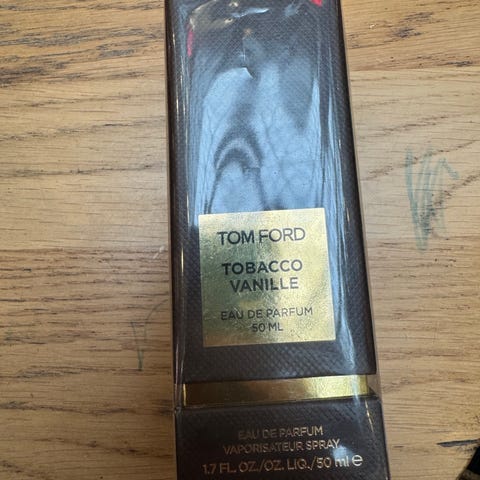 TOM FORD
TOBACCO
VANILLE
EAU DE PARFUM
50 ML
EAU DE PARFUM
VAPORISATEUR SPRAY
1.7 FL. OZ./OZ. LIQ./50 ml ℮